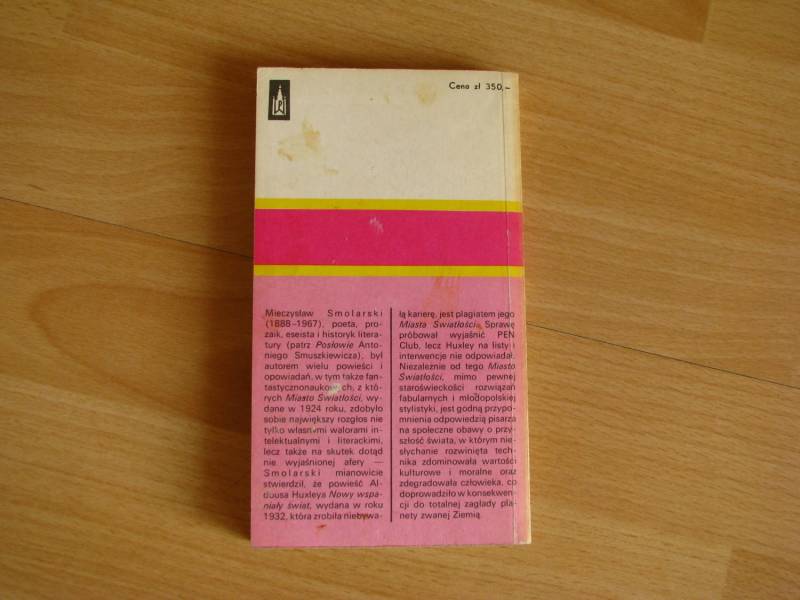 Cena zł 350,–
Mieczysław Smolarski
(1888–1967), poeta, pro-
zaik, eseista i historyk litera-
tury (patrz Posłowie Anto-
niego Smuszkiewicza), był
autorem wielu powieści i
opowiadań, w tym także fan-
tastycznonaukowych, z któ-
rych Miasto Światłości, wy-
dane w 1924 roku, zdobyło
sobie największy rozgłos nie
tylko własnymi walorami in-
telektualnymi i literackimi,
lecz także na skutek dotąd
nie wyjaśnionej afery —
Smolarski mianowicie
stwierdził, że powieść Al-
dousa Huxleya Nowy wspa-
niały świat, wydana w roku
1932, która zrobiła niebywa-
łą karierę, jest plagiatem jego
Miasta Światłości. Sprawę
próbował wyjaśnić PEN
Club, lecz Huxley na listy i
interwencje nie odpowiadał.
Niezależnie od tego Miasto
Światłości, mimo pewnej
staroświeckości rozwiązań
fabularnych i młodopolskiej
stylistyki, jest godną przypo-
mnienia odpowiedzią pisarza
na społeczne obawy o przy-
szłość świata, w którym nie-
słychanie rozwinięta tech-
nika zdominowała wartości
kulturowe i moralne oraz
zdegradowała człowieka, co
doprowadziło w konsekwen-
cji do totalnej zagłady pla-
nety zwanej Ziemią.